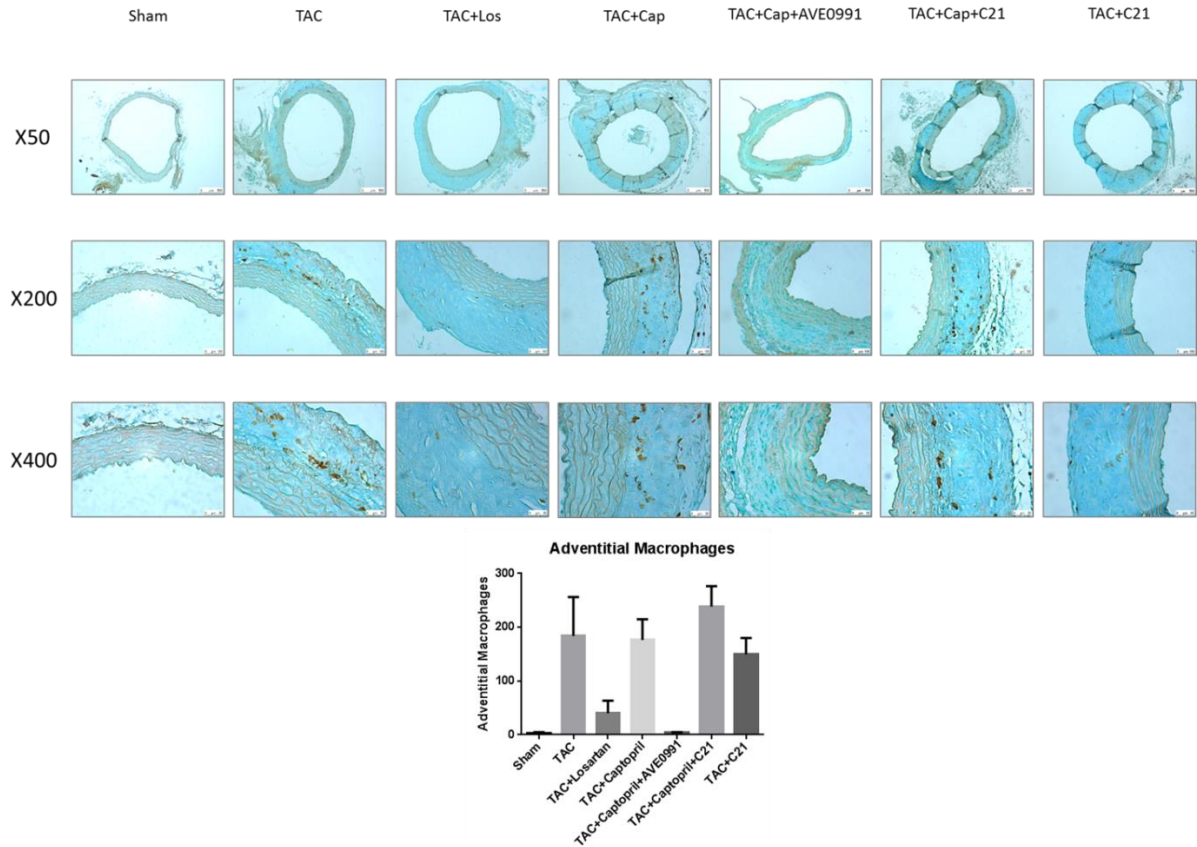 Sham TAC TAC+Los TAC+Cap TAC+Cap+AVE0991 TAC+Cap+C21 TAC+C21
X50
X200
X400
Adventitial Macrophages
Adventitial Macrophages
300
200
100
0
Sham
TAC
TAC+Losartan
TAC+Captopril
TAC+Captopril+AVE0991
TAC+Captopril+C21
TAC+C21